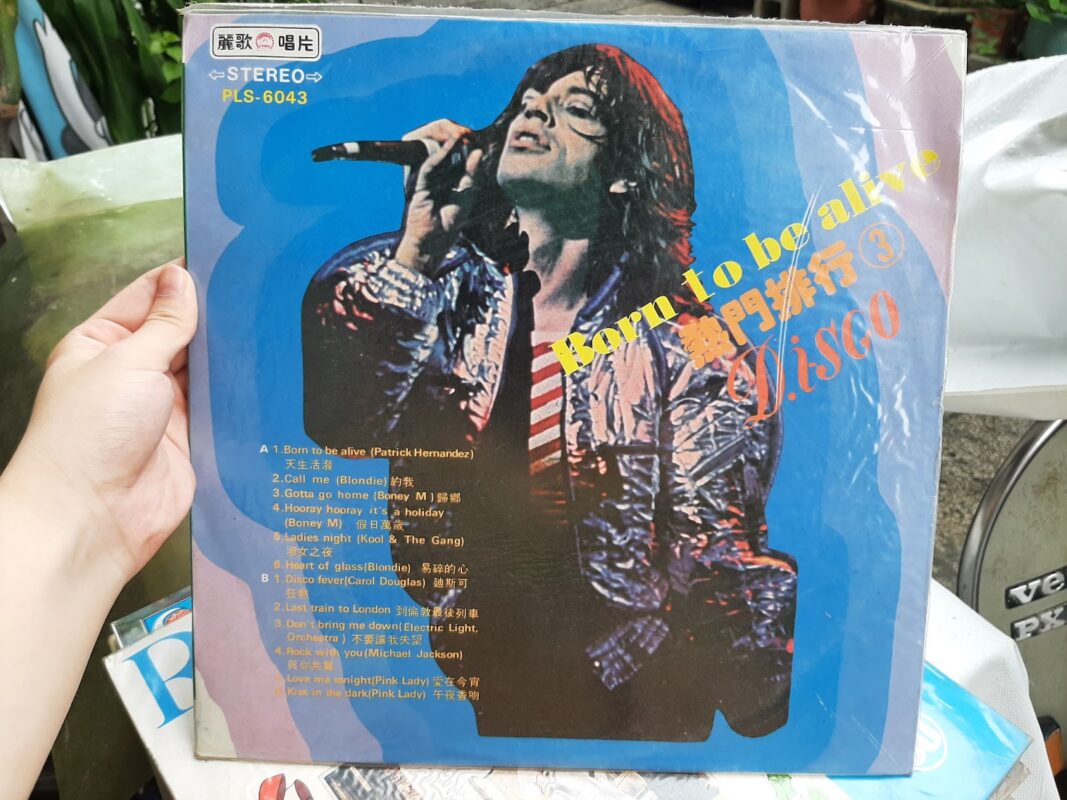 麗歌 唱片
⇦STEREO⇨
PLS-6043
Born to be alive
熱門排行③
Disco
A 1.Born to be alive (Patrick Hernandez)
天生活潑
2.Call me (Blondie) 約我
3.Gotta go home (Boney M ) 歸鄉
4.Hooray hooray it's a holiday
(Boney M) 假日萬歲
5.Ladies night (Kool & The Gang)
淑女之夜
6.Heart of glass(Blondie) 易碎的心
B 1.Disco fever(Carol Douglas) 廸斯可
狂熱
2.Last train to London 到倫敦最後列車
3.Don't bring me down(Electric Light,
Orchestra ) 不要讓我失望
4.Rock with you(Michael Jackson)
與你共舞
Love me tonight(Pink Lady) 愛在今宵
Kiss in the dark(Pink Lady) 午夜香吻
R
ve
PX